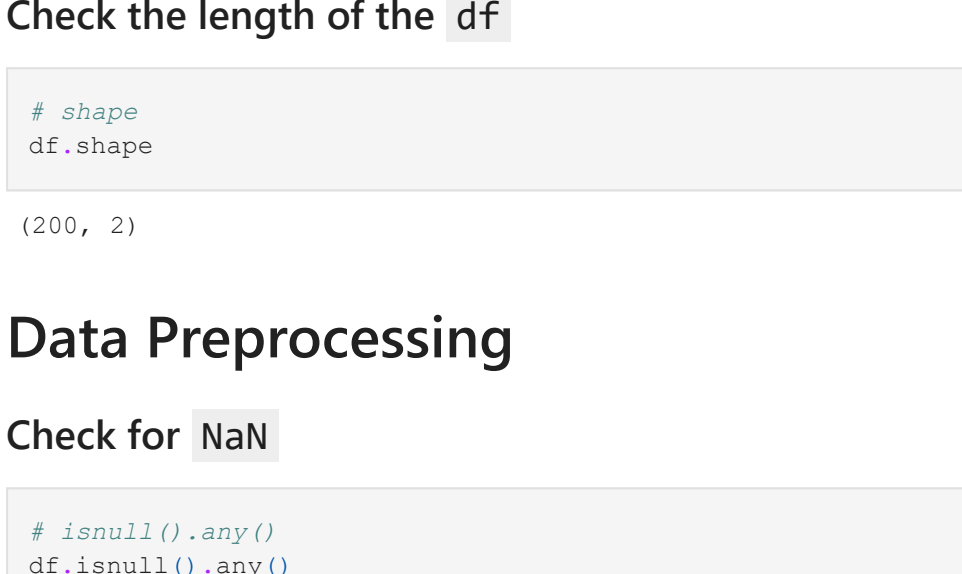 Check the length of the df
# shape
df.shape
(200, 2)
Data Preprocessing
Check for NaN
# isnull().any()
df.isnull().any()